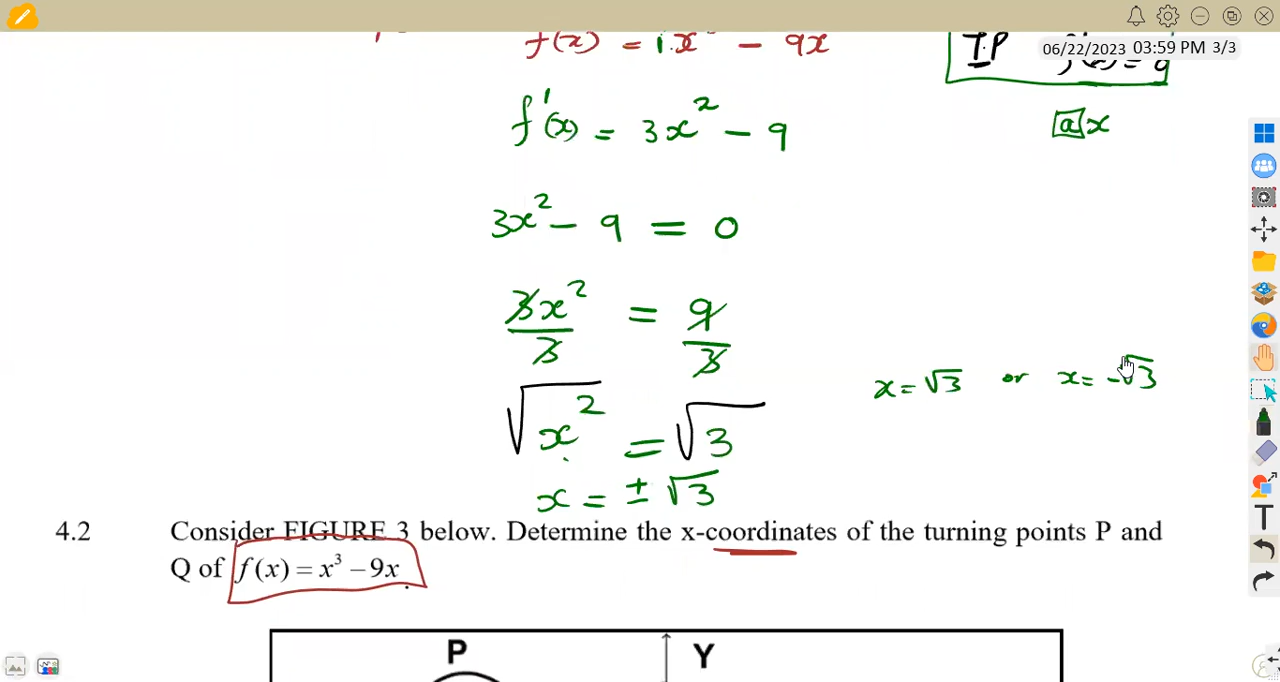 06/22/2023 03:59 PM 3/3
f(x) = 1.x³ - 9x
T.P
f'(x) = 3x² - 9
a x
3x² - 9 = 0
3x²/3 = 9/3
x = √3 or x = -√3
√x² = √3
x = ± √3
4.2 Consider FIGURE 3 below. Determine the x-coordinates of the turning points P and
Q of f(x) = x³ – 9x
P Y
T